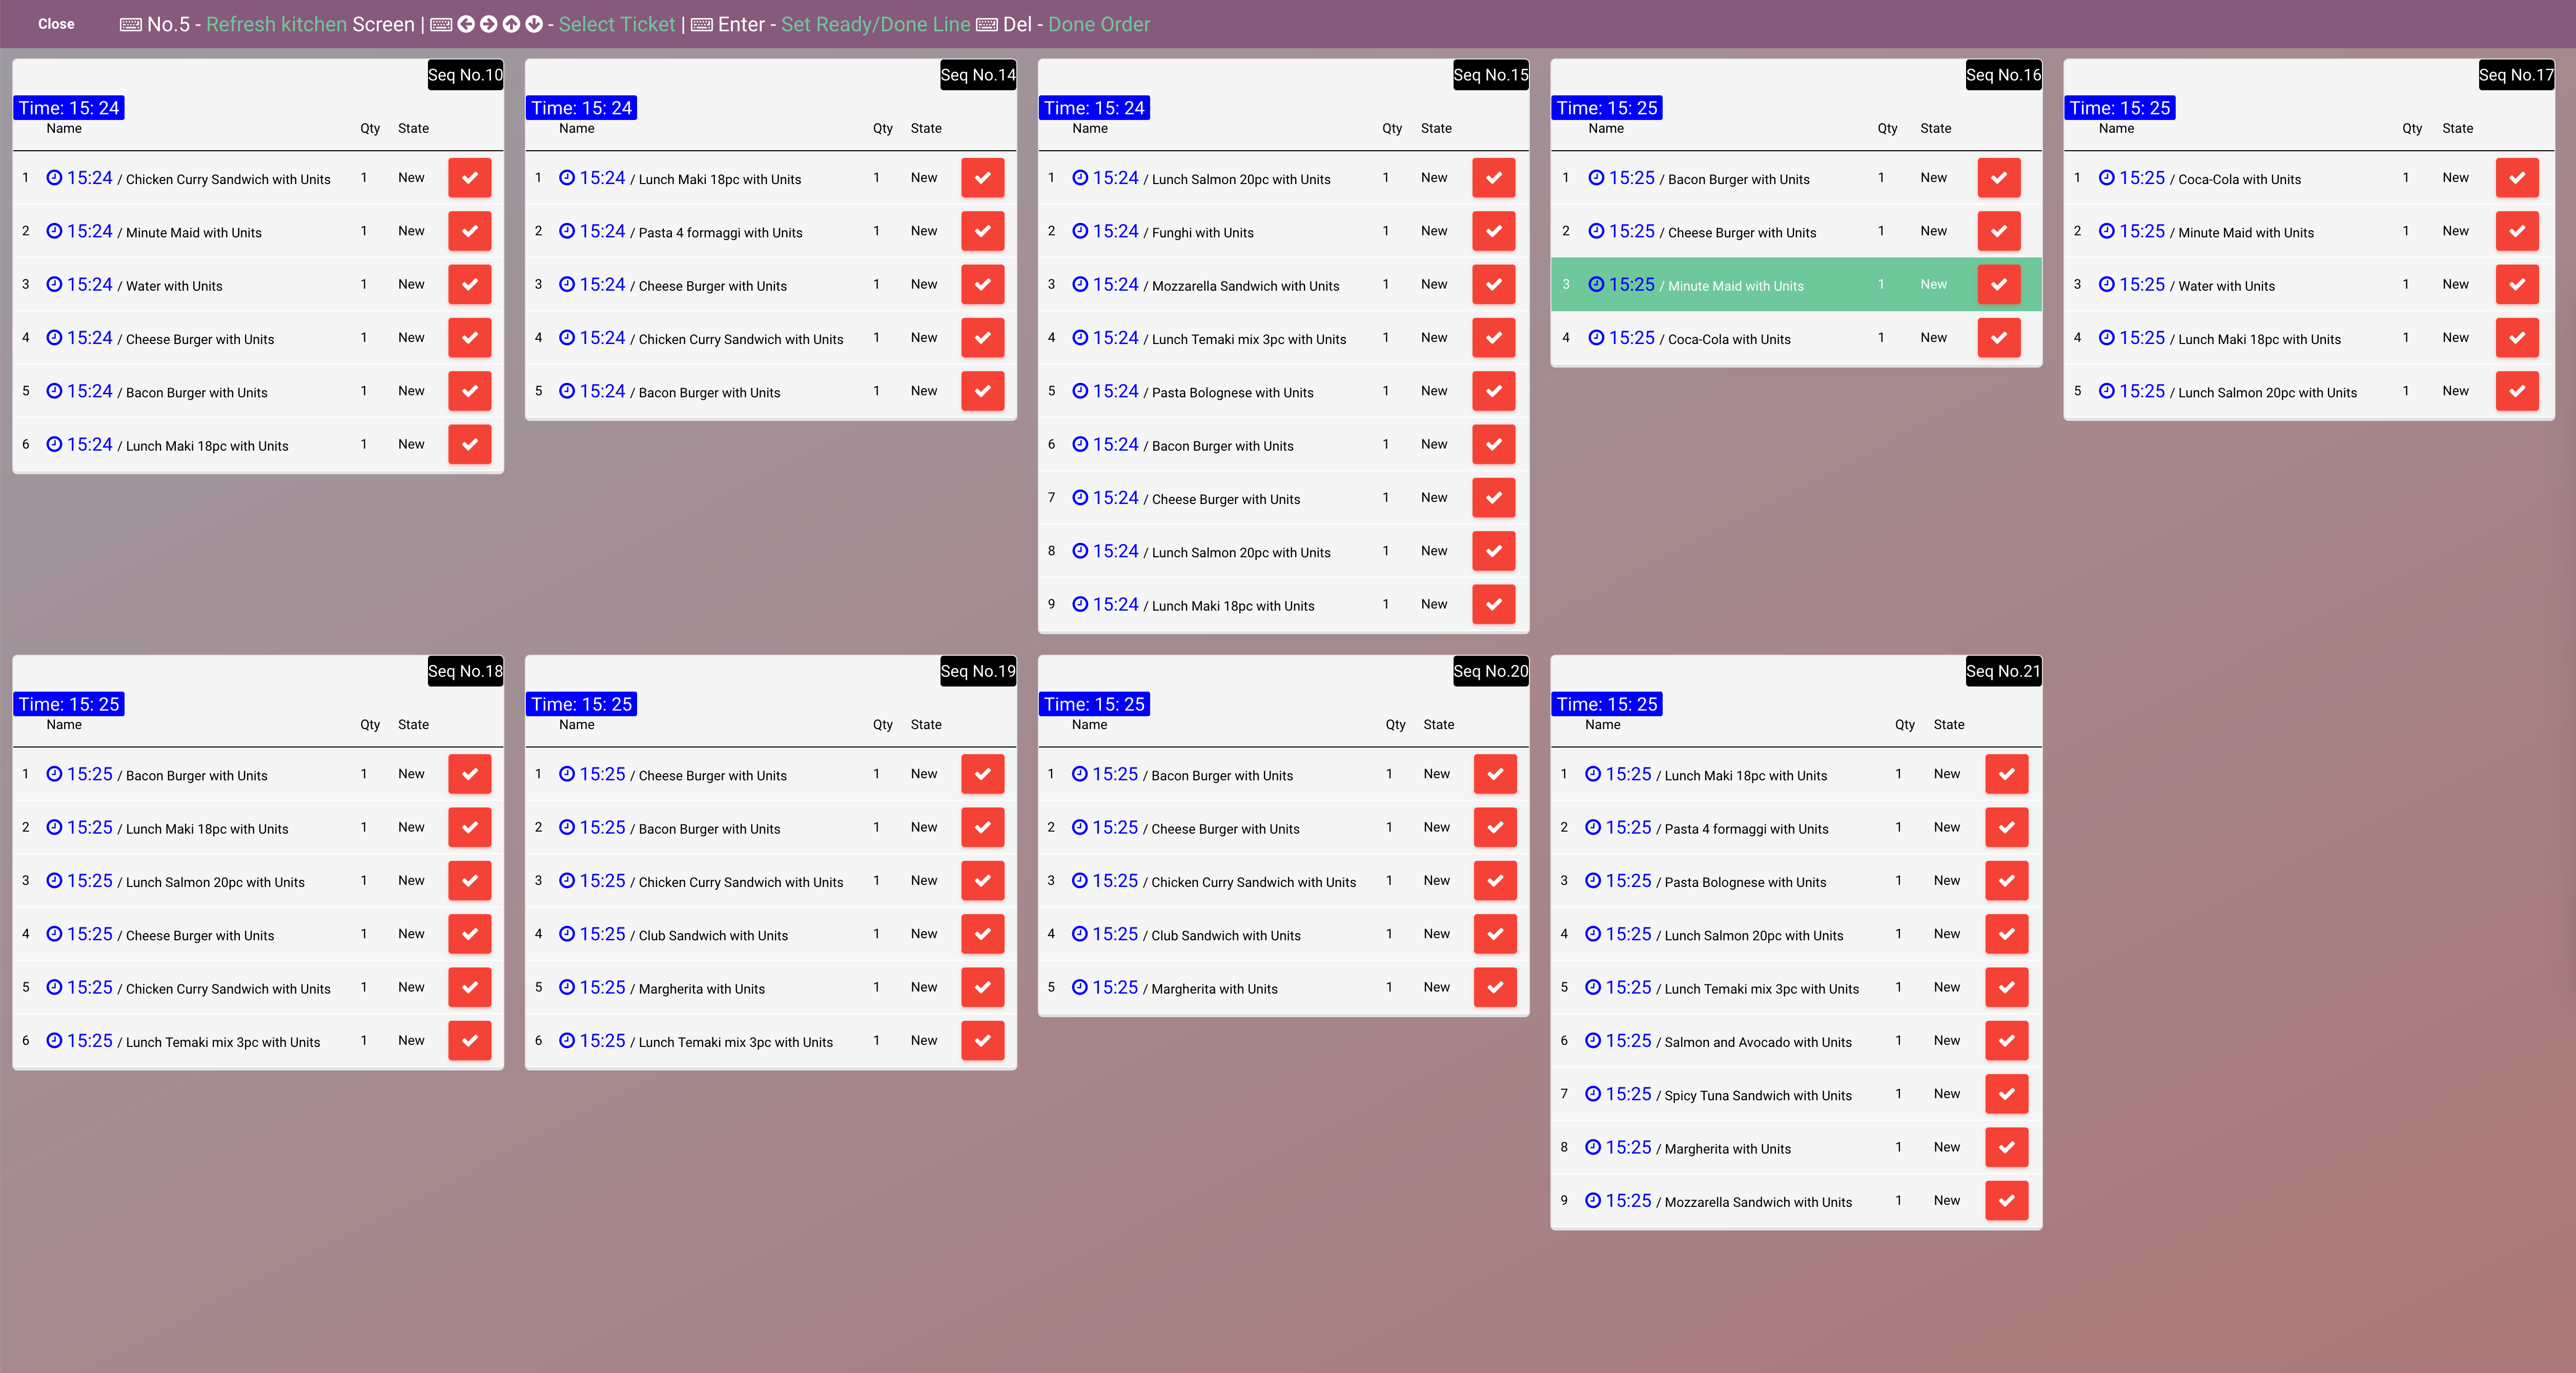 Close No.5 - Refresh kitchen Screen | - Select Ticket | Enter - Set Ready/Done Line Del - Done Order
Seq No.10
Time: 15: 24
Name Qty State
1 15:24 / Chicken Curry Sandwich with Units 1 New
2 15:24 / Minute Maid with Units 1 New
3 15:24 / Water with Units 1 New
4 15:24 / Cheese Burger with Units 1 New
5 15:24 / Bacon Burger with Units 1 New
6 15:24 / Lunch Maki 18pc with Units 1 New
Seq No.14
Time: 15: 24
Name Qty State
1 15:24 / Lunch Maki 18pc with Units 1 New
2 15:24 / Pasta 4 formaggi with Units 1 New
3 15:24 / Cheese Burger with Units 1 New
4 15:24 / Chicken Curry Sandwich with Units 1 New
5 15:24 / Bacon Burger with Units 1 New
Seq No.15
Time: 15: 24
Name Qty State
1 15:24 / Lunch Salmon 20pc with Units 1 New
2 15:24 / Funghi with Units 1 New
3 15:24 / Mozzarella Sandwich with Units 1 New
4 15:24 / Lunch Temaki mix 3pc with Units 1 New
5 15:24 / Pasta Bolognese with Units 1 New
6 15:24 / Bacon Burger with Units 1 New
7 15:24 / Cheese Burger with Units 1 New
8 15:24 / Lunch Salmon 20pc with Units 1 New
9 15:24 / Lunch Maki 18pc with Units 1 New
Seq No.16
Time: 15: 25
Name Qty State
1 15:25 / Bacon Burger with Units 1 New
2 15:25 / Cheese Burger with Units 1 New
3 15:25 / Minute Maid with Units 1 New
4 15:25 / Coca-Cola with Units 1 New
Seq No.17
Time: 15: 25
Name Qty State
1 15:25 / Coca-Cola with Units 1 New
2 15:25 / Minute Maid with Units 1 New
3 15:25 / Water with Units 1 New
4 15:25 / Lunch Maki 18pc with Units 1 New
5 15:25 / Lunch Salmon 20pc with Units 1 New
Seq No.18
Time: 15: 25
Name Qty State
1 15:25 / Bacon Burger with Units 1 New
2 15:25 / Lunch Maki 18pc with Units 1 New
3 15:25 / Lunch Salmon 20pc with Units 1 New
4 15:25 / Cheese Burger with Units 1 New
5 15:25 / Chicken Curry Sandwich with Units 1 New
6 15:25 / Lunch Temaki mix 3pc with Units 1 New
Seq No.19
Time: 15: 25
Name Qty State
1 15:25 / Cheese Burger with Units 1 New
2 15:25 / Bacon Burger with Units 1 New
3 15:25 / Chicken Curry Sandwich with Units 1 New
4 15:25 / Club Sandwich with Units 1 New
5 15:25 / Margherita with Units 1 New
6 15:25 / Lunch Temaki mix 3pc with Units 1 New
Seq No.20
Time: 15: 25
Name Qty State
1 15:25 / Bacon Burger with Units 1 New
2 15:25 / Cheese Burger with Units 1 New
3 15:25 / Chicken Curry Sandwich with Units 1 New
4 15:25 / Club Sandwich with Units 1 New
5 15:25 / Margherita with Units 1 New
Seq No.21
Time: 15: 25
Name Qty State
1 15:25 / Lunch Maki 18pc with Units 1 New
2 15:25 / Pasta 4 formaggi with Units 1 New
3 15:25 / Pasta Bolognese with Units 1 New
4 15:25 / Lunch Salmon 20pc with Units 1 New
5 15:25 / Lunch Temaki mix 3pc with Units 1 New
6 15:25 / Salmon and Avocado with Units 1 New
7 15:25 / Spicy Tuna Sandwich with Units 1 New
8 15:25 / Margherita with Units 1 New
9 15:25 / Mozzarella Sandwich with Units 1 New